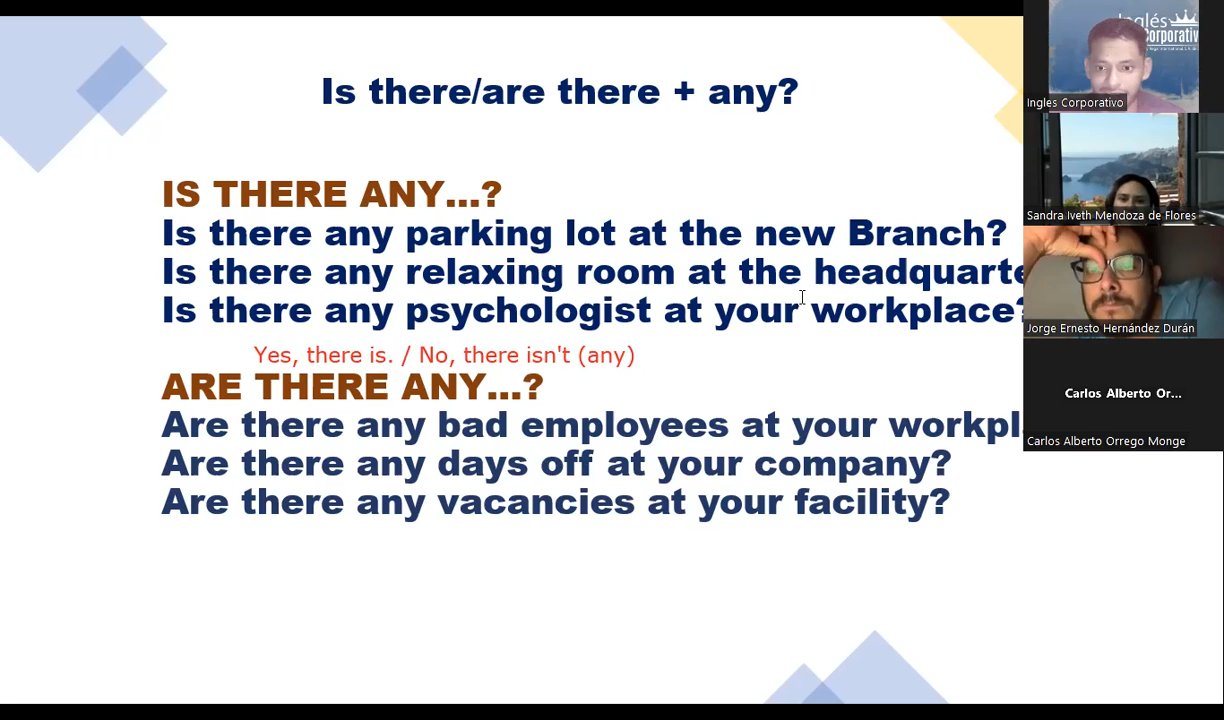 Is there/are there + any?
IS THERE ANY...?
Is there any parking lot at the new Branch?
Is there any relaxing room at the
Is there any psychologist at your workplace?
Yes, there is. / No, there isn't (any)
ARE THERE ANY...?
Are there any bad employees at your
Are there any days off at your company?
Are there any vacancies at your facility?
Inglés
Ingles Corporativo
Sandra Iveth Mendoza de Flores
Jorge Ernesto Hernández Durán
Carlos Alberto Or...
Carlos Alberto Orrego Monge